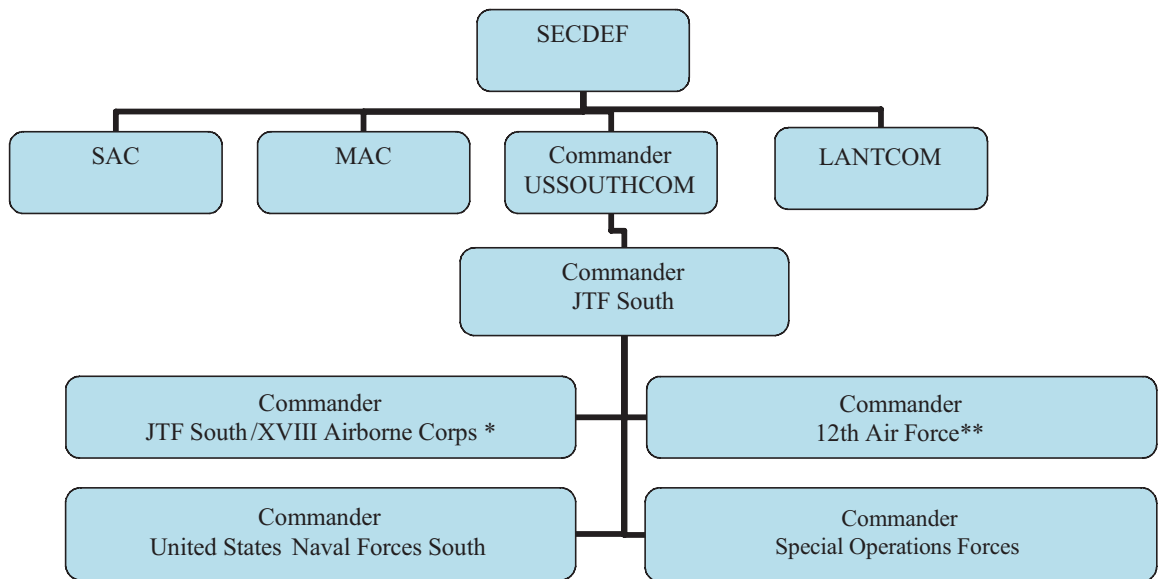 SECDEF
SAC
MAC
Commander
USSOUTHCOM
LANTCOM
Commander
JTF South
Commander
JTF South/XVIII Airborne Corps *
Commander
12th Air Force**
Commander
United States Naval Forces South
Commander
Special Operations Forces